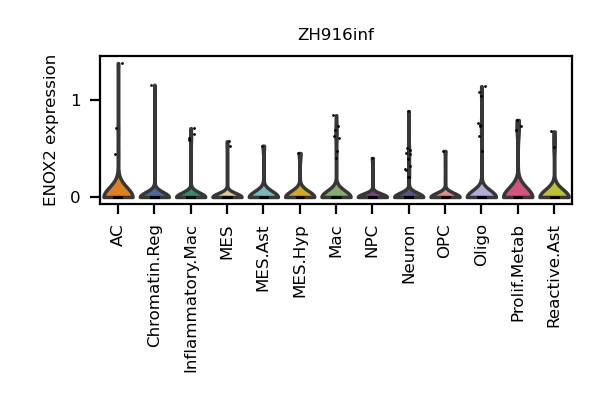 ZH916inf
ENOX2 expression
1
0
AC
Chromatin.Reg
Inflammatory.Mac
MES
MES.Ast
MES.Hyp
Mac
NPC
Neuron
OPC
Oligo
Prolif.Metab
Reactive.Ast